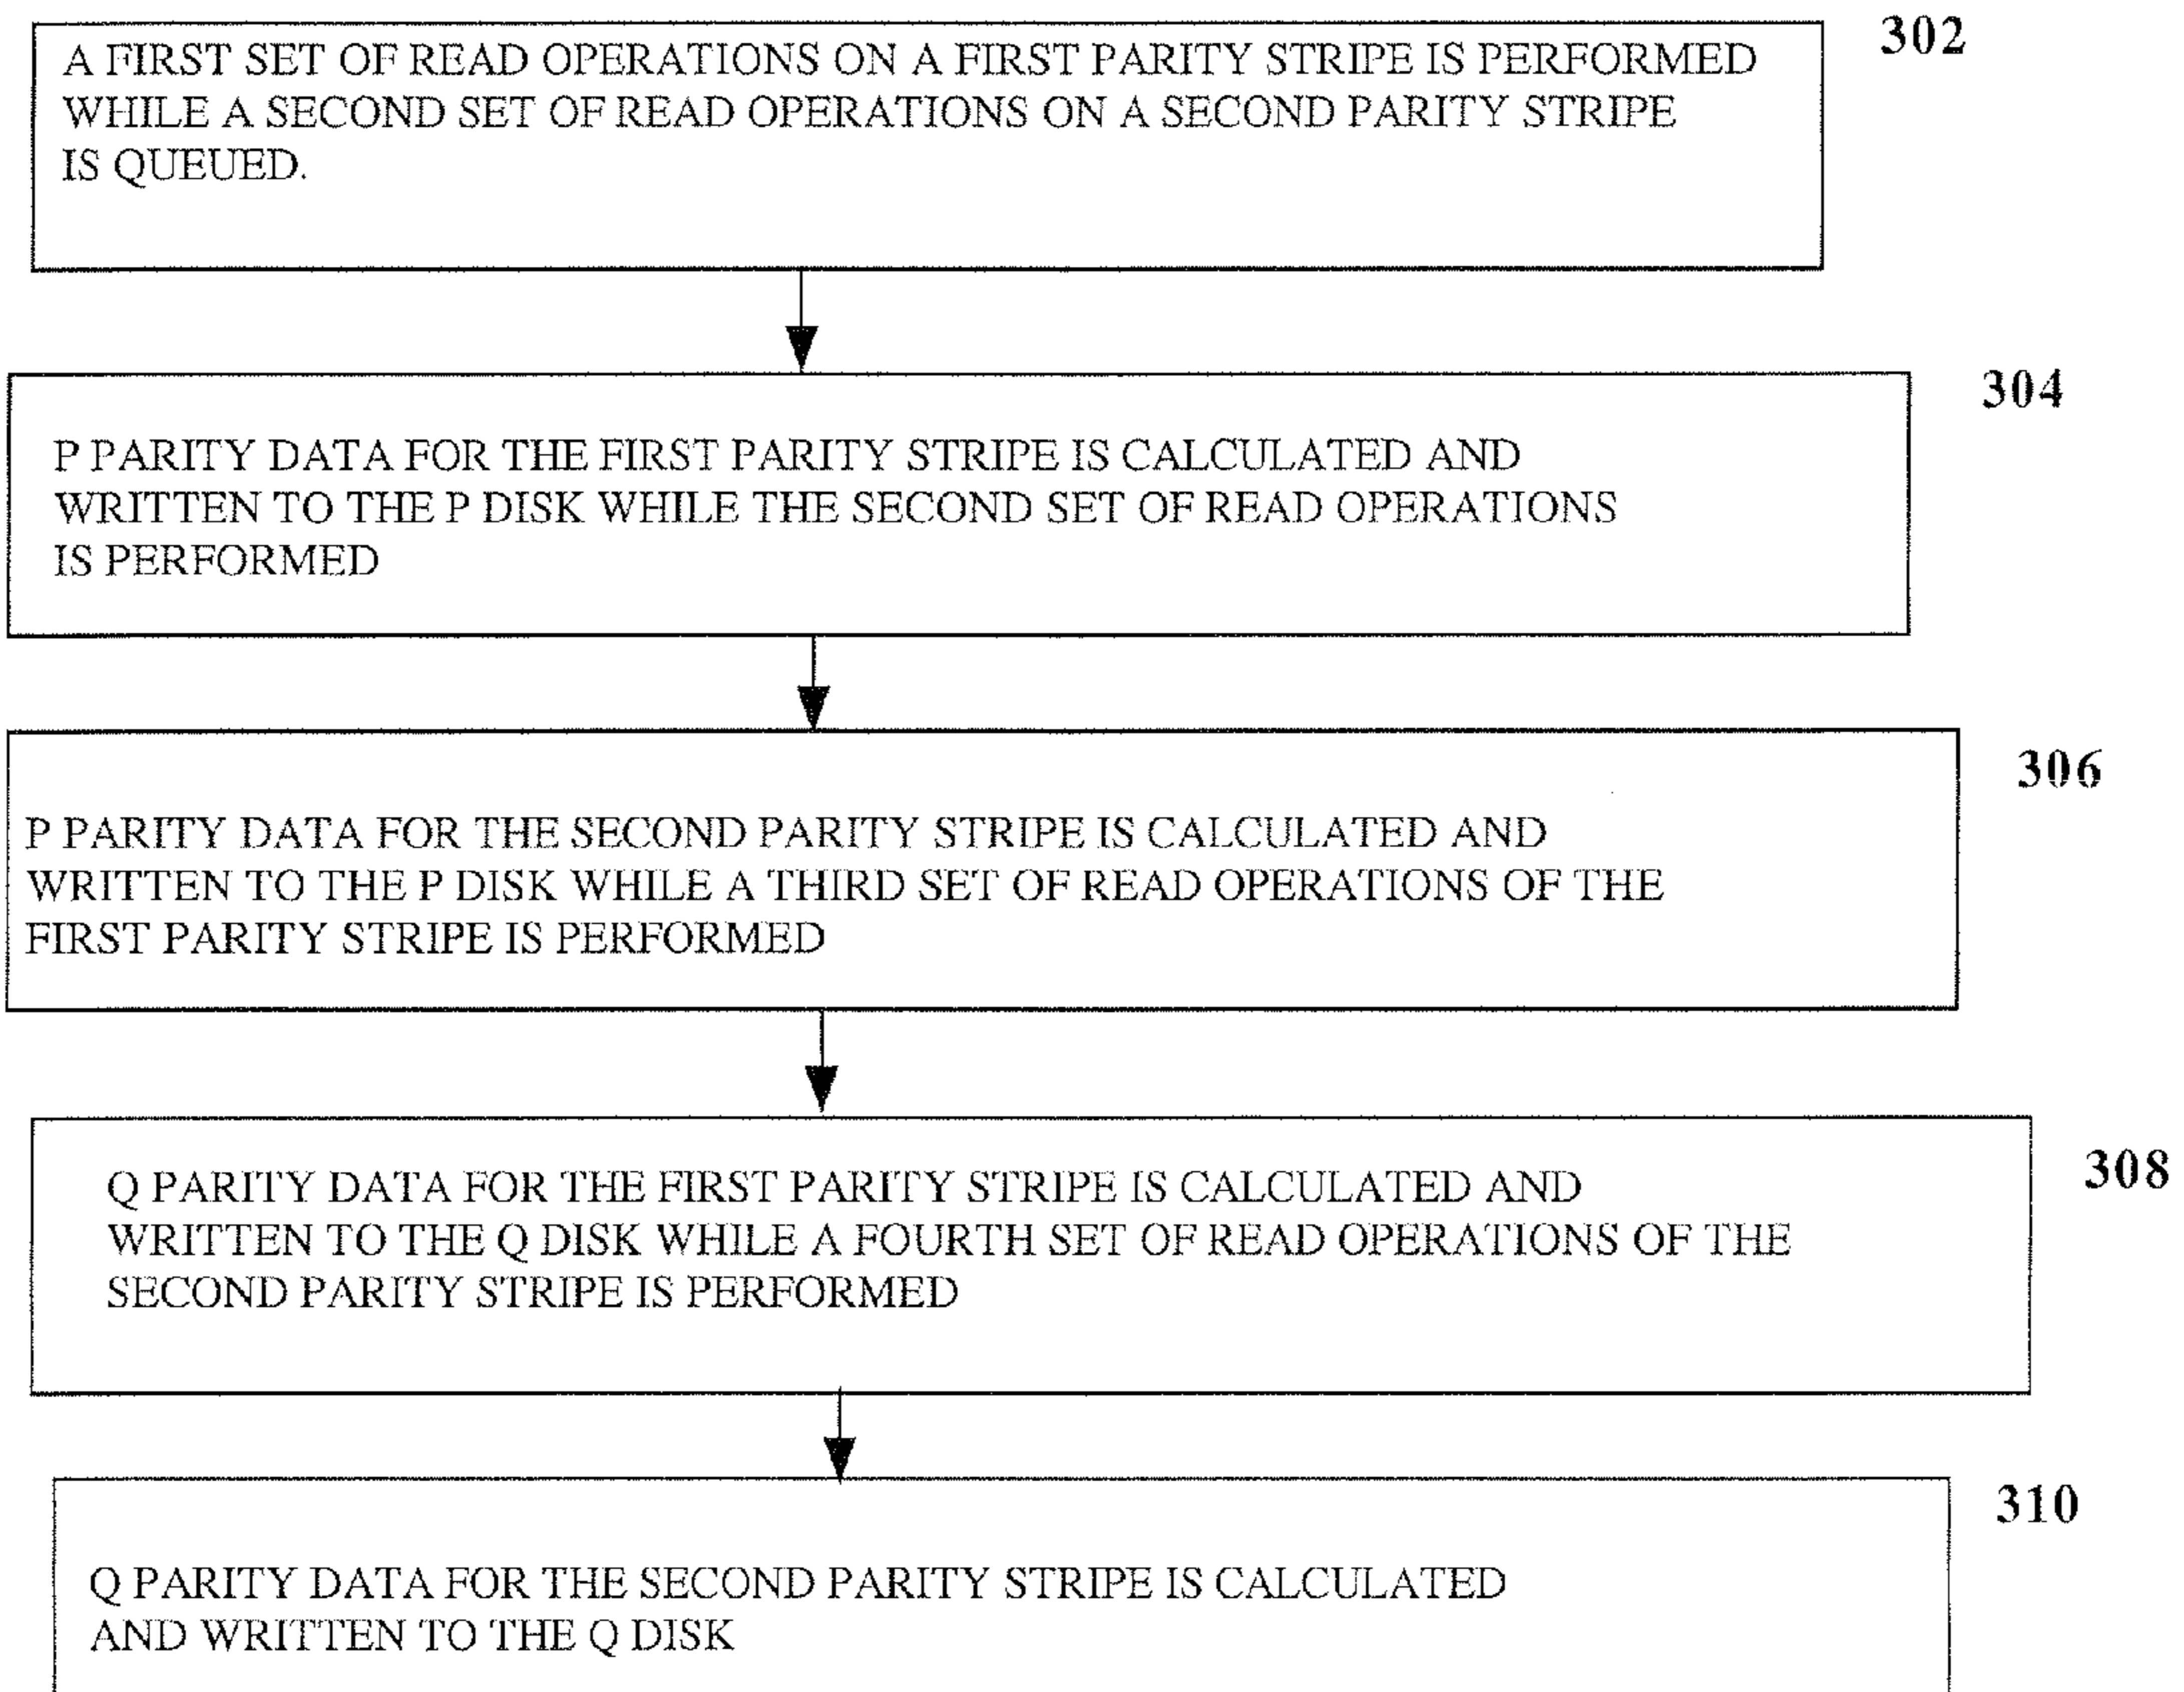 302
A FIRST SET OF READ OPERATIONS ON A FIRST PARITY STRIPE IS PERFORMED
WHILE A SECOND SET OF READ OPERATIONS ON A SECOND PARITY STRIPE
IS QUEUED.
304
P PARITY DATA FOR THE FIRST PARITY STRIPE IS CALCULATED AND
WRITTEN TO THE P DISK WHILE THE SECOND SET OF READ OPERATIONS
IS PERFORMED
306
P PARITY DATA FOR THE SECOND PARITY STRIPE IS CALCULATED AND
WRITTEN TO THE P DISK WHILE A THIRD SET OF READ OPERATIONS OF THE
FIRST PARITY STRIPE IS PERFORMED
308
Q PARITY DATA FOR THE FIRST PARITY STRIPE IS CALCULATED AND
WRITTEN TO THE Q DISK WHILE A FOURTH SET OF READ OPERATIONS OF THE
SECOND PARITY STRIPE IS PERFORMED
310
Q PARITY DATA FOR THE SECOND PARITY STRIPE IS CALCULATED
AND WRITTEN TO THE Q DISK